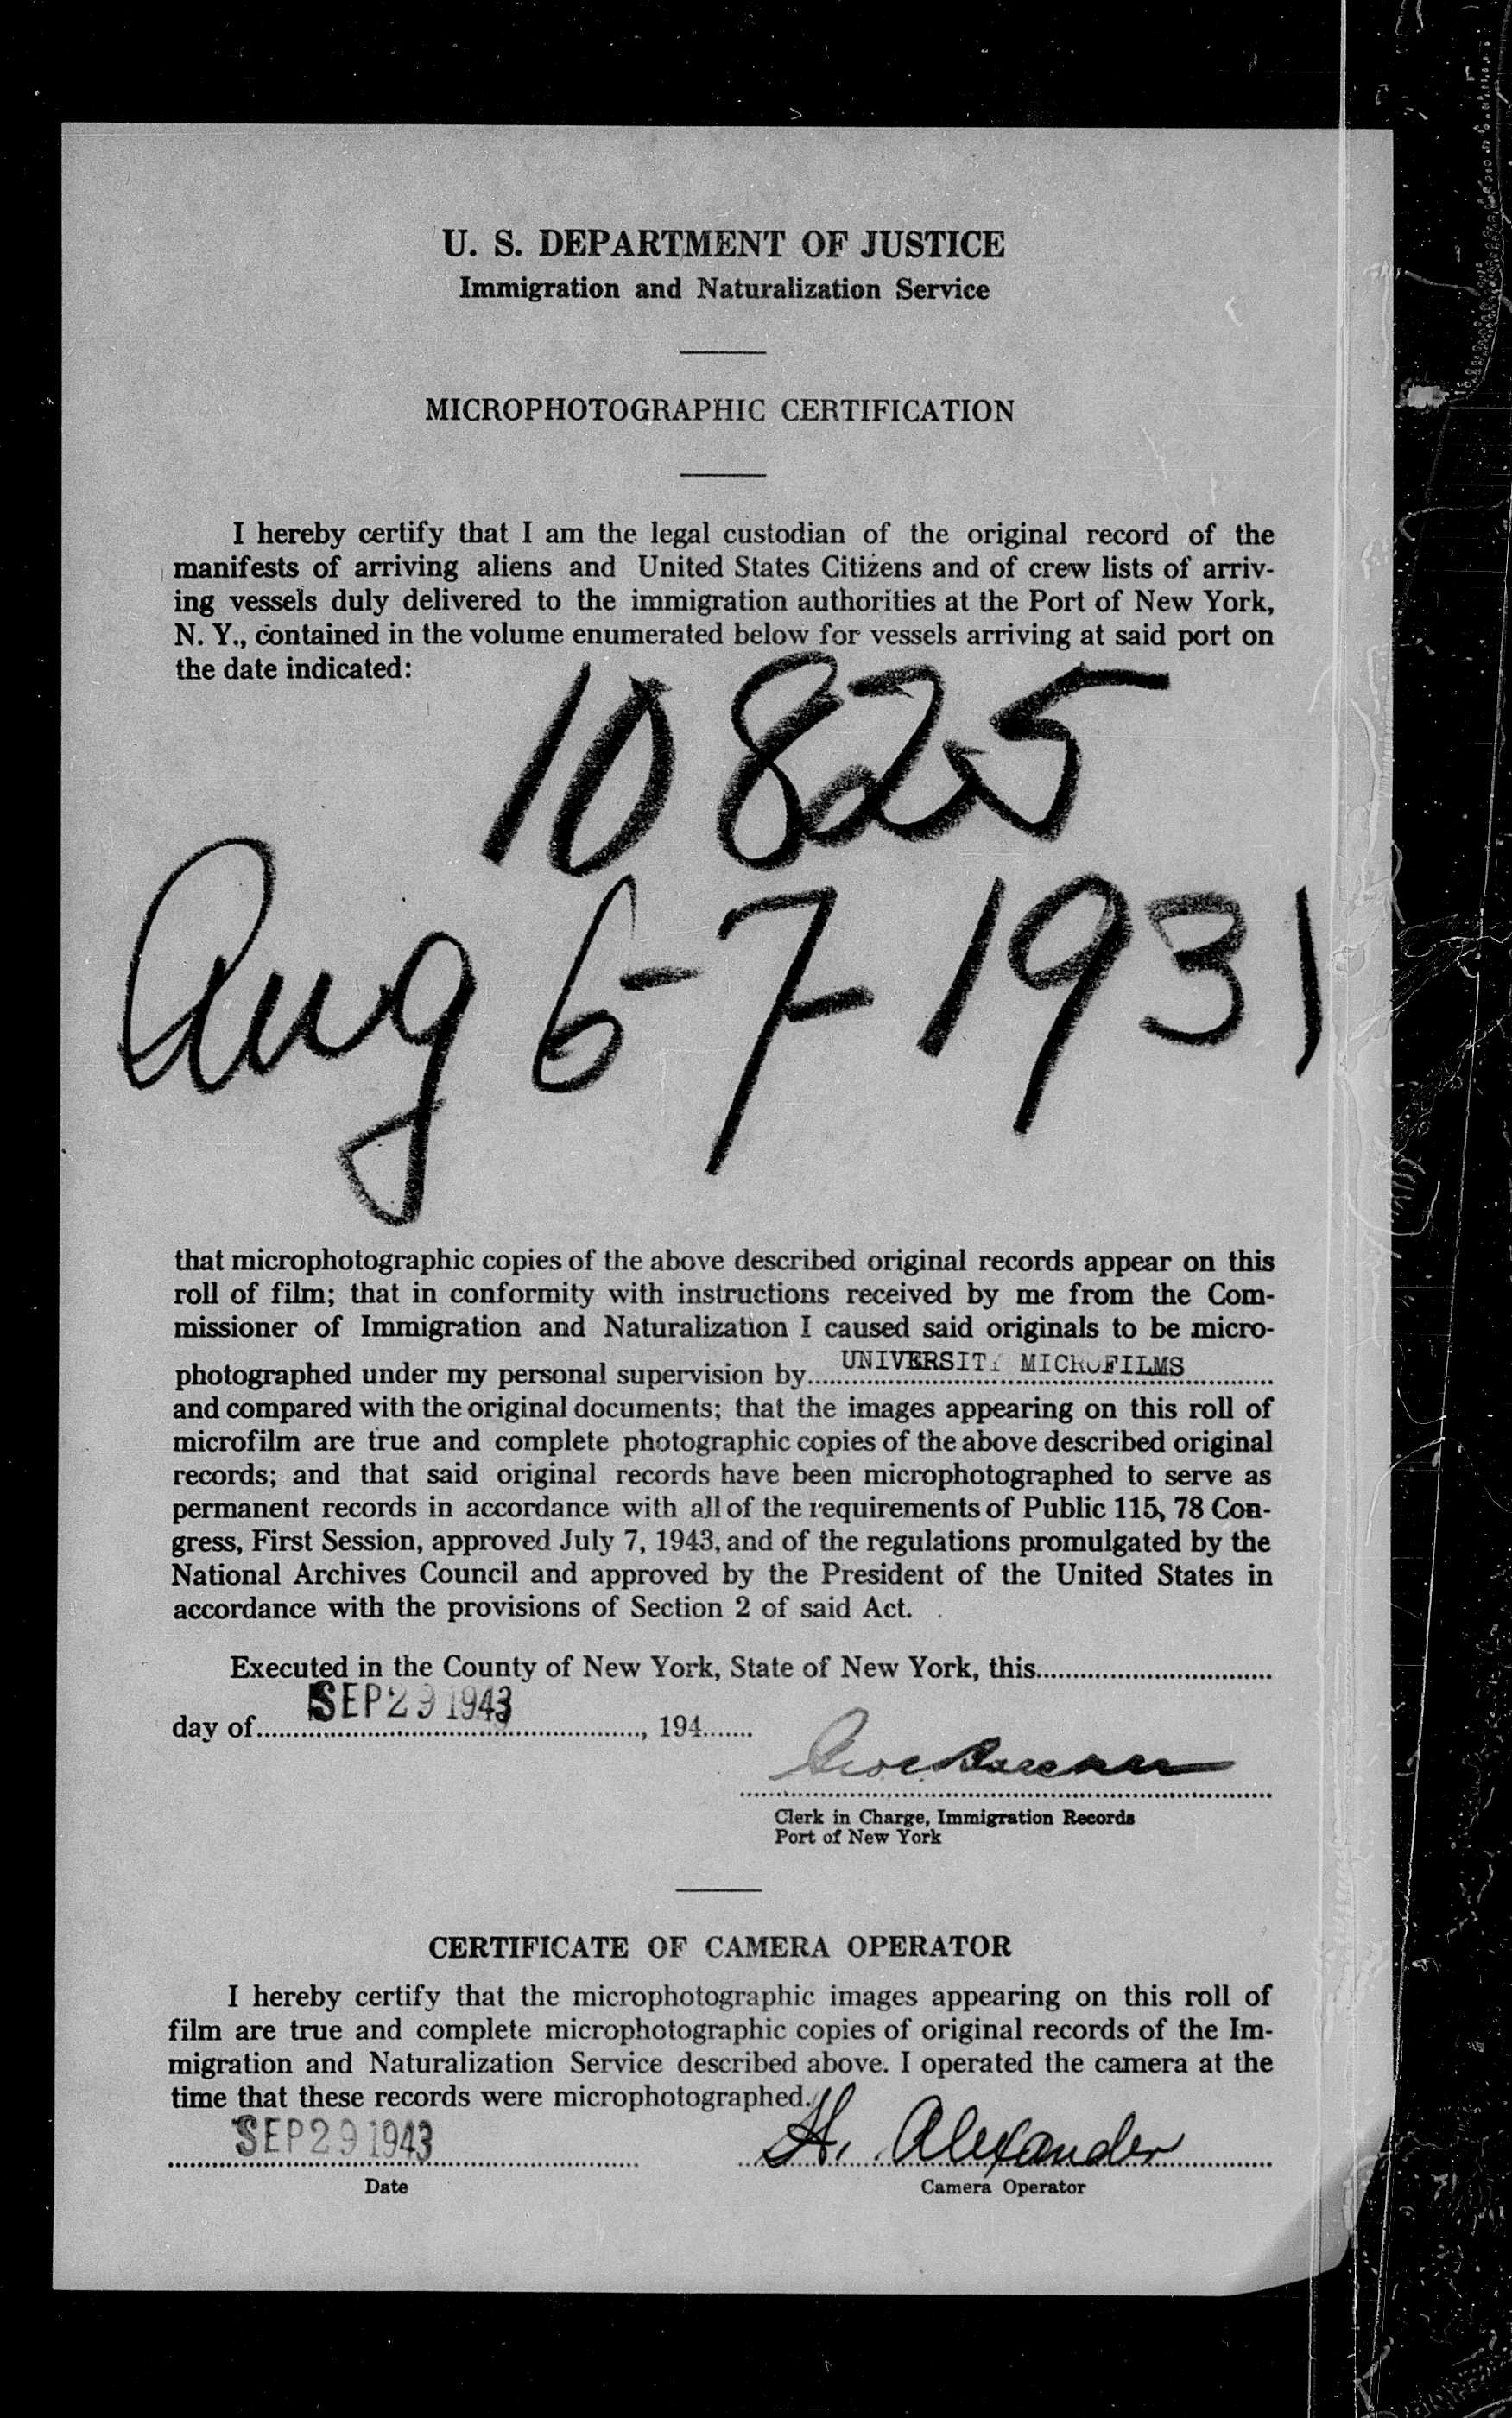 U. S. DEPARTMENT OF JUSTICE
Immigration and Naturalization Service
MICROPHOTOGRAPHIC CERTIFICATION
I hereby certify that I am the legal custodian of the original record of the
manifests of arriving aliens and United States Citizens and of crew lists of arriv-
ing vessels duly delivered to the immigration authorities at the Port of New York,
N. Y., contained in the volume enumerated below for vessels arriving at said port on
the date indicated:
10825
Aug 6-7-1931
that microphotographic copies of the above described original records appear on this
roll of film; that in conformity with instructions received by me from the Com-
missioner of Immigration and Naturalization I caused said originals to be micro-
photographed under my personal supervision by UNIVERSITY MICROFILMS
and compared with the original documents; that the images appearing on this roll of
microfilm are true and complete photographic copies of the above described original
records; and that said original records have been microphotographed to serve as
permanent records in accordance with all of the requirements of Public 115, 78 Con-
gress, First Session, approved July 7, 1943, and of the regulations promulgated by the
National Archives Council and approved by the President of the United States in
accordance with the provisions of Section 2 of said Act.
Executed in the County of New York, State of New York, this
day of SEP 29 1943, 194
Clerk in Charge, Immigration Records
Port of New York
CERTIFICATE OF CAMERA OPERATOR
I hereby certify that the microphotographic images appearing on this roll of
film are true and complete microphotographic copies of original records of the Im-
migration and Naturalization Service described above. I operated the camera at the
time that these records were microphotographed.
SEP 29 1943 H. Alexander
Date Camera Operator